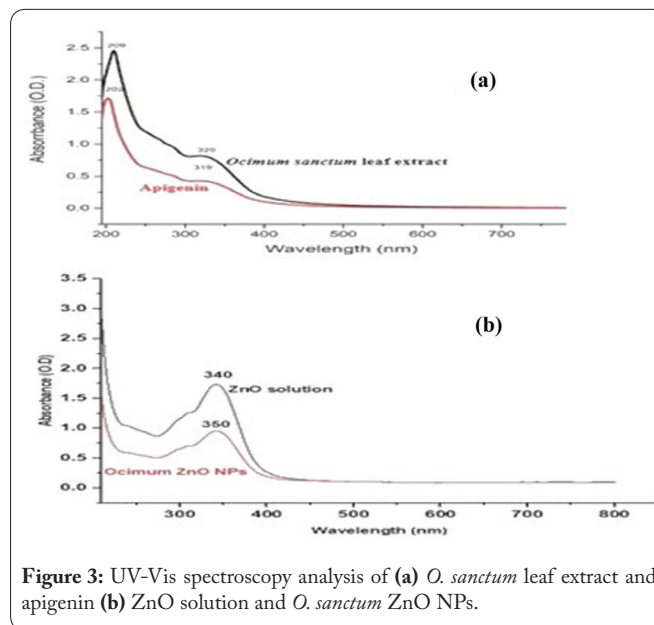 209
2.5
(a)
2.0
202
1.5
Absorbance (O.D.)
1.0
320
Ocimum sanctum leaf extract
319
0.5
Apigenin
0.0
200 300 400 500 600 700
Wavelength (nm)
3.5
3.0
(b)
2.5
2.0
340
Absorbance (O.D)
ZnO solution
1.5
1.0
350
0.5
Ocimum ZnO NPs
0.0
300 400 500 600 700 800
Wavelength (nm)
Figure 3: UV-Vis spectroscopy analysis of (a) O. sanctum leaf extract and
apigenin (b) ZnO solution and O. sanctum ZnO NPs.